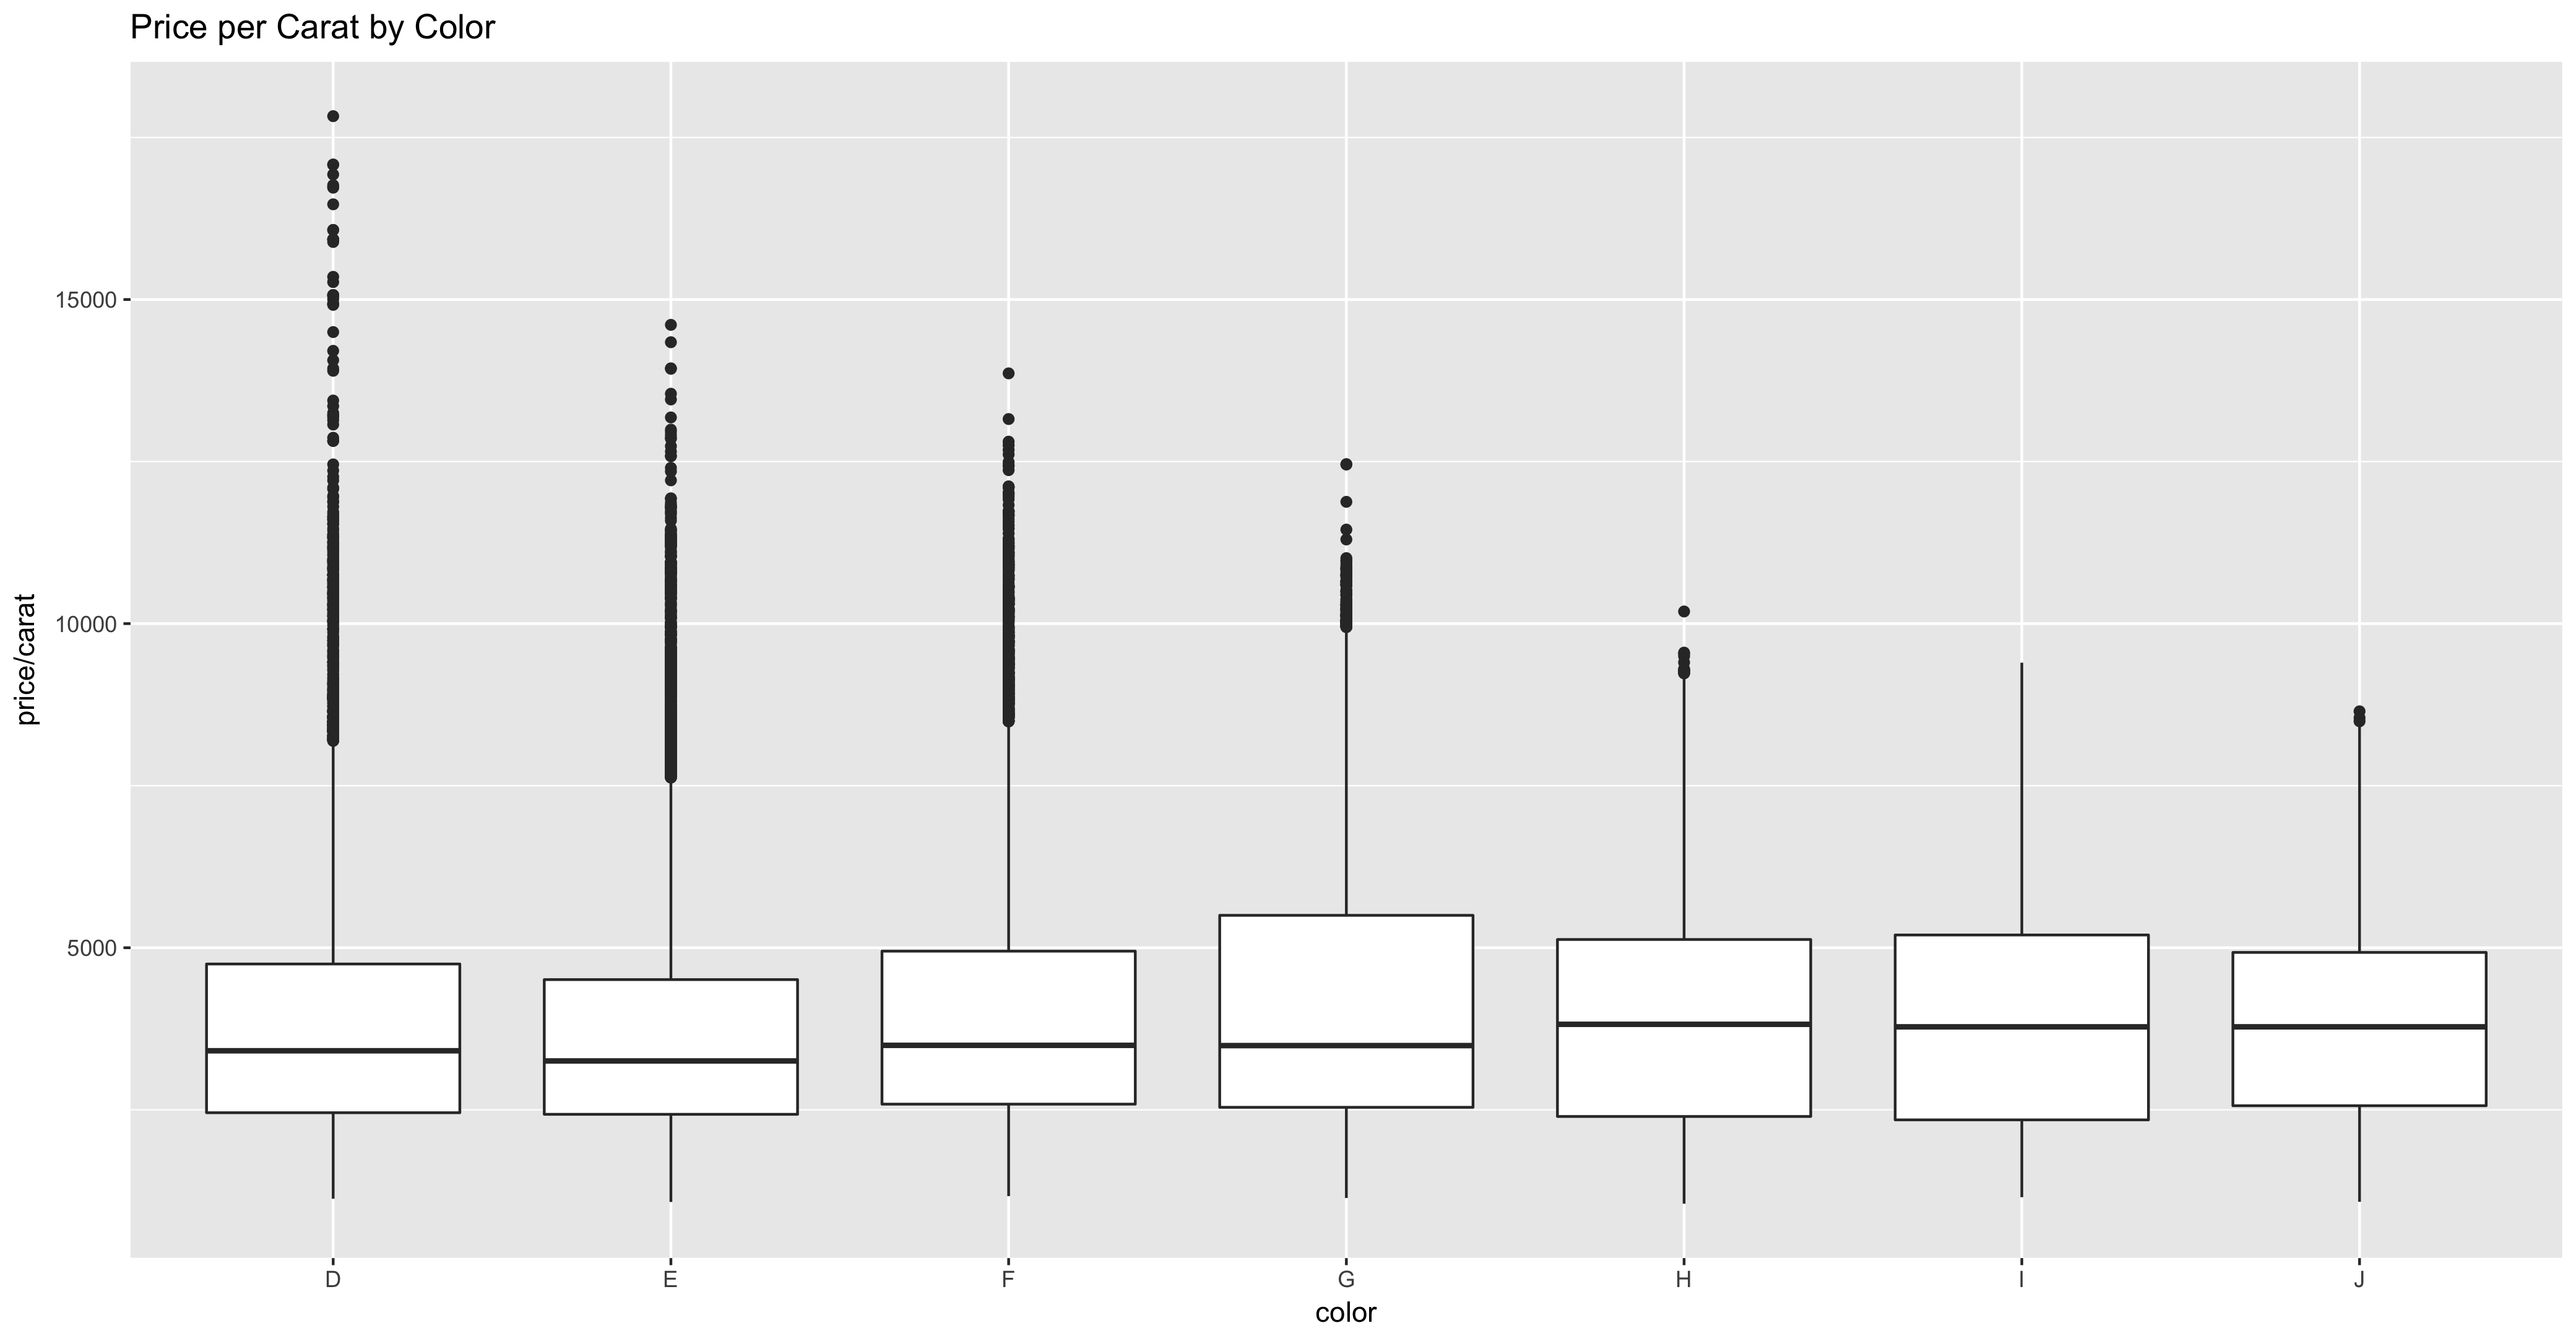 Price per Carat by Color
price/carat
15000
10000
5000
D E F G H I J
color